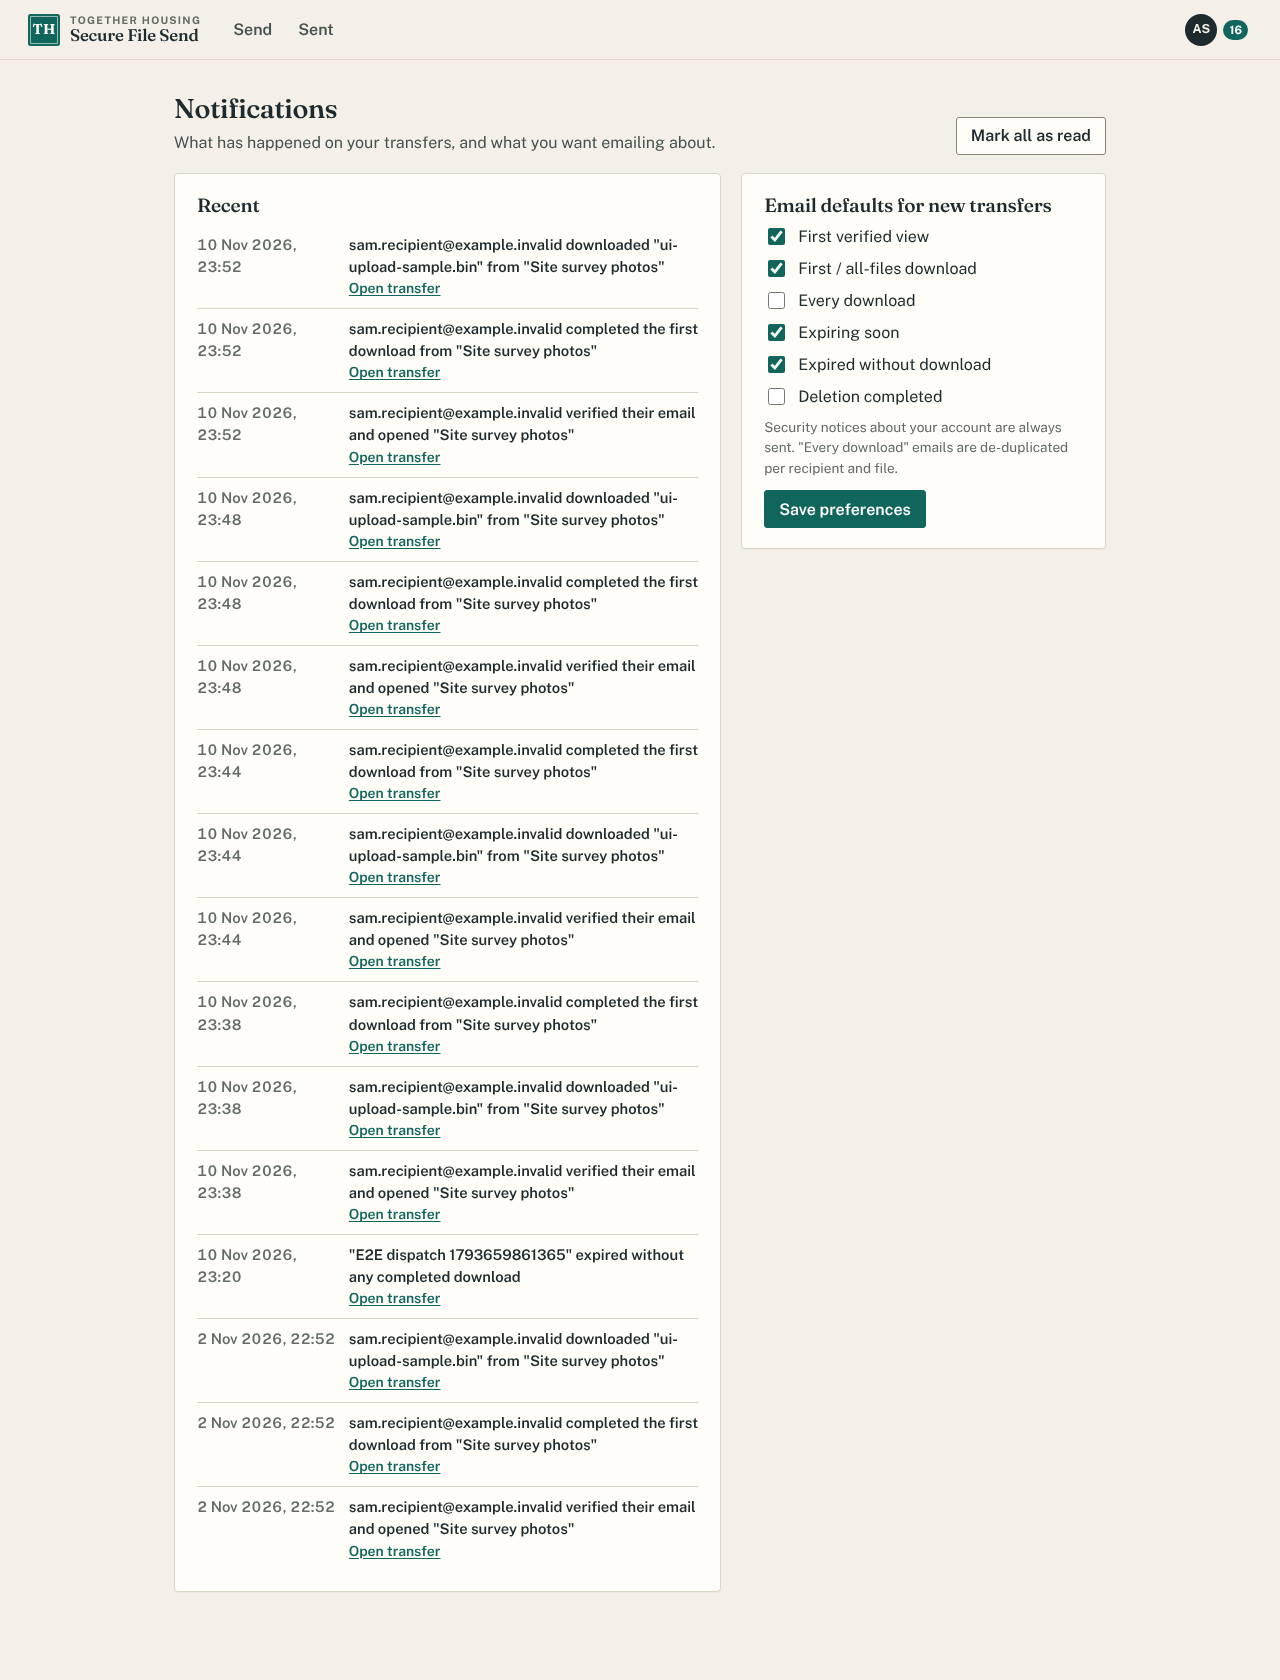 TH
TOGETHER HOUSING
Secure File Send
Send
Sent
AS
16
Notifications
What has happened on your transfers, and what you want emailing about.
Mark all as read
Recent
10 Nov 2026,
23:52
sam.recipient@example.invalid downloaded "ui-
upload-sample.bin" from "Site survey photos"
Open transfer
10 Nov 2026,
23:52
sam.recipient@example.invalid completed the first
download from "Site survey photos"
Open transfer
10 Nov 2026,
23:52
sam.recipient@example.invalid verified their email
and opened "Site survey photos"
Open transfer
10 Nov 2026,
23:48
sam.recipient@example.invalid downloaded "ui-
upload-sample.bin" from "Site survey photos"
Open transfer
10 Nov 2026,
23:48
sam.recipient@example.invalid completed the first
download from "Site survey photos"
Open transfer
10 Nov 2026,
23:48
sam.recipient@example.invalid verified their email
and opened "Site survey photos"
Open transfer
10 Nov 2026,
23:44
sam.recipient@example.invalid completed the first
download from "Site survey photos"
Open transfer
10 Nov 2026,
23:44
sam.recipient@example.invalid downloaded "ui-
upload-sample.bin" from "Site survey photos"
Open transfer
10 Nov 2026,
23:44
sam.recipient@example.invalid verified their email
and opened "Site survey photos"
Open transfer
10 Nov 2026,
23:38
sam.recipient@example.invalid completed the first
download from "Site survey photos"
Open transfer
10 Nov 2026,
23:38
sam.recipient@example.invalid downloaded "ui-
upload-sample.bin" from "Site survey photos"
Open transfer
10 Nov 2026,
23:38
sam.recipient@example.invalid verified their email
and opened "Site survey photos"
Open transfer
10 Nov 2026,
23:20
"E2E dispatch 1793659861365" expired without
any completed download
Open transfer
2 Nov 2026, 22:52
sam.recipient@example.invalid downloaded "ui-
upload-sample.bin" from "Site survey photos"
Open transfer
2 Nov 2026, 22:52
sam.recipient@example.invalid completed the first
download from "Site survey photos"
Open transfer
2 Nov 2026, 22:52
sam.recipient@example.invalid verified their email
and opened "Site survey photos"
Open transfer
Email defaults for new transfers
First verified view
First / all-files download
Every download
Expiring soon
Expired without download
Deletion completed
Security notices about your account are always
sent. "Every download" emails are de-duplicated
per recipient and file.
Save preferences